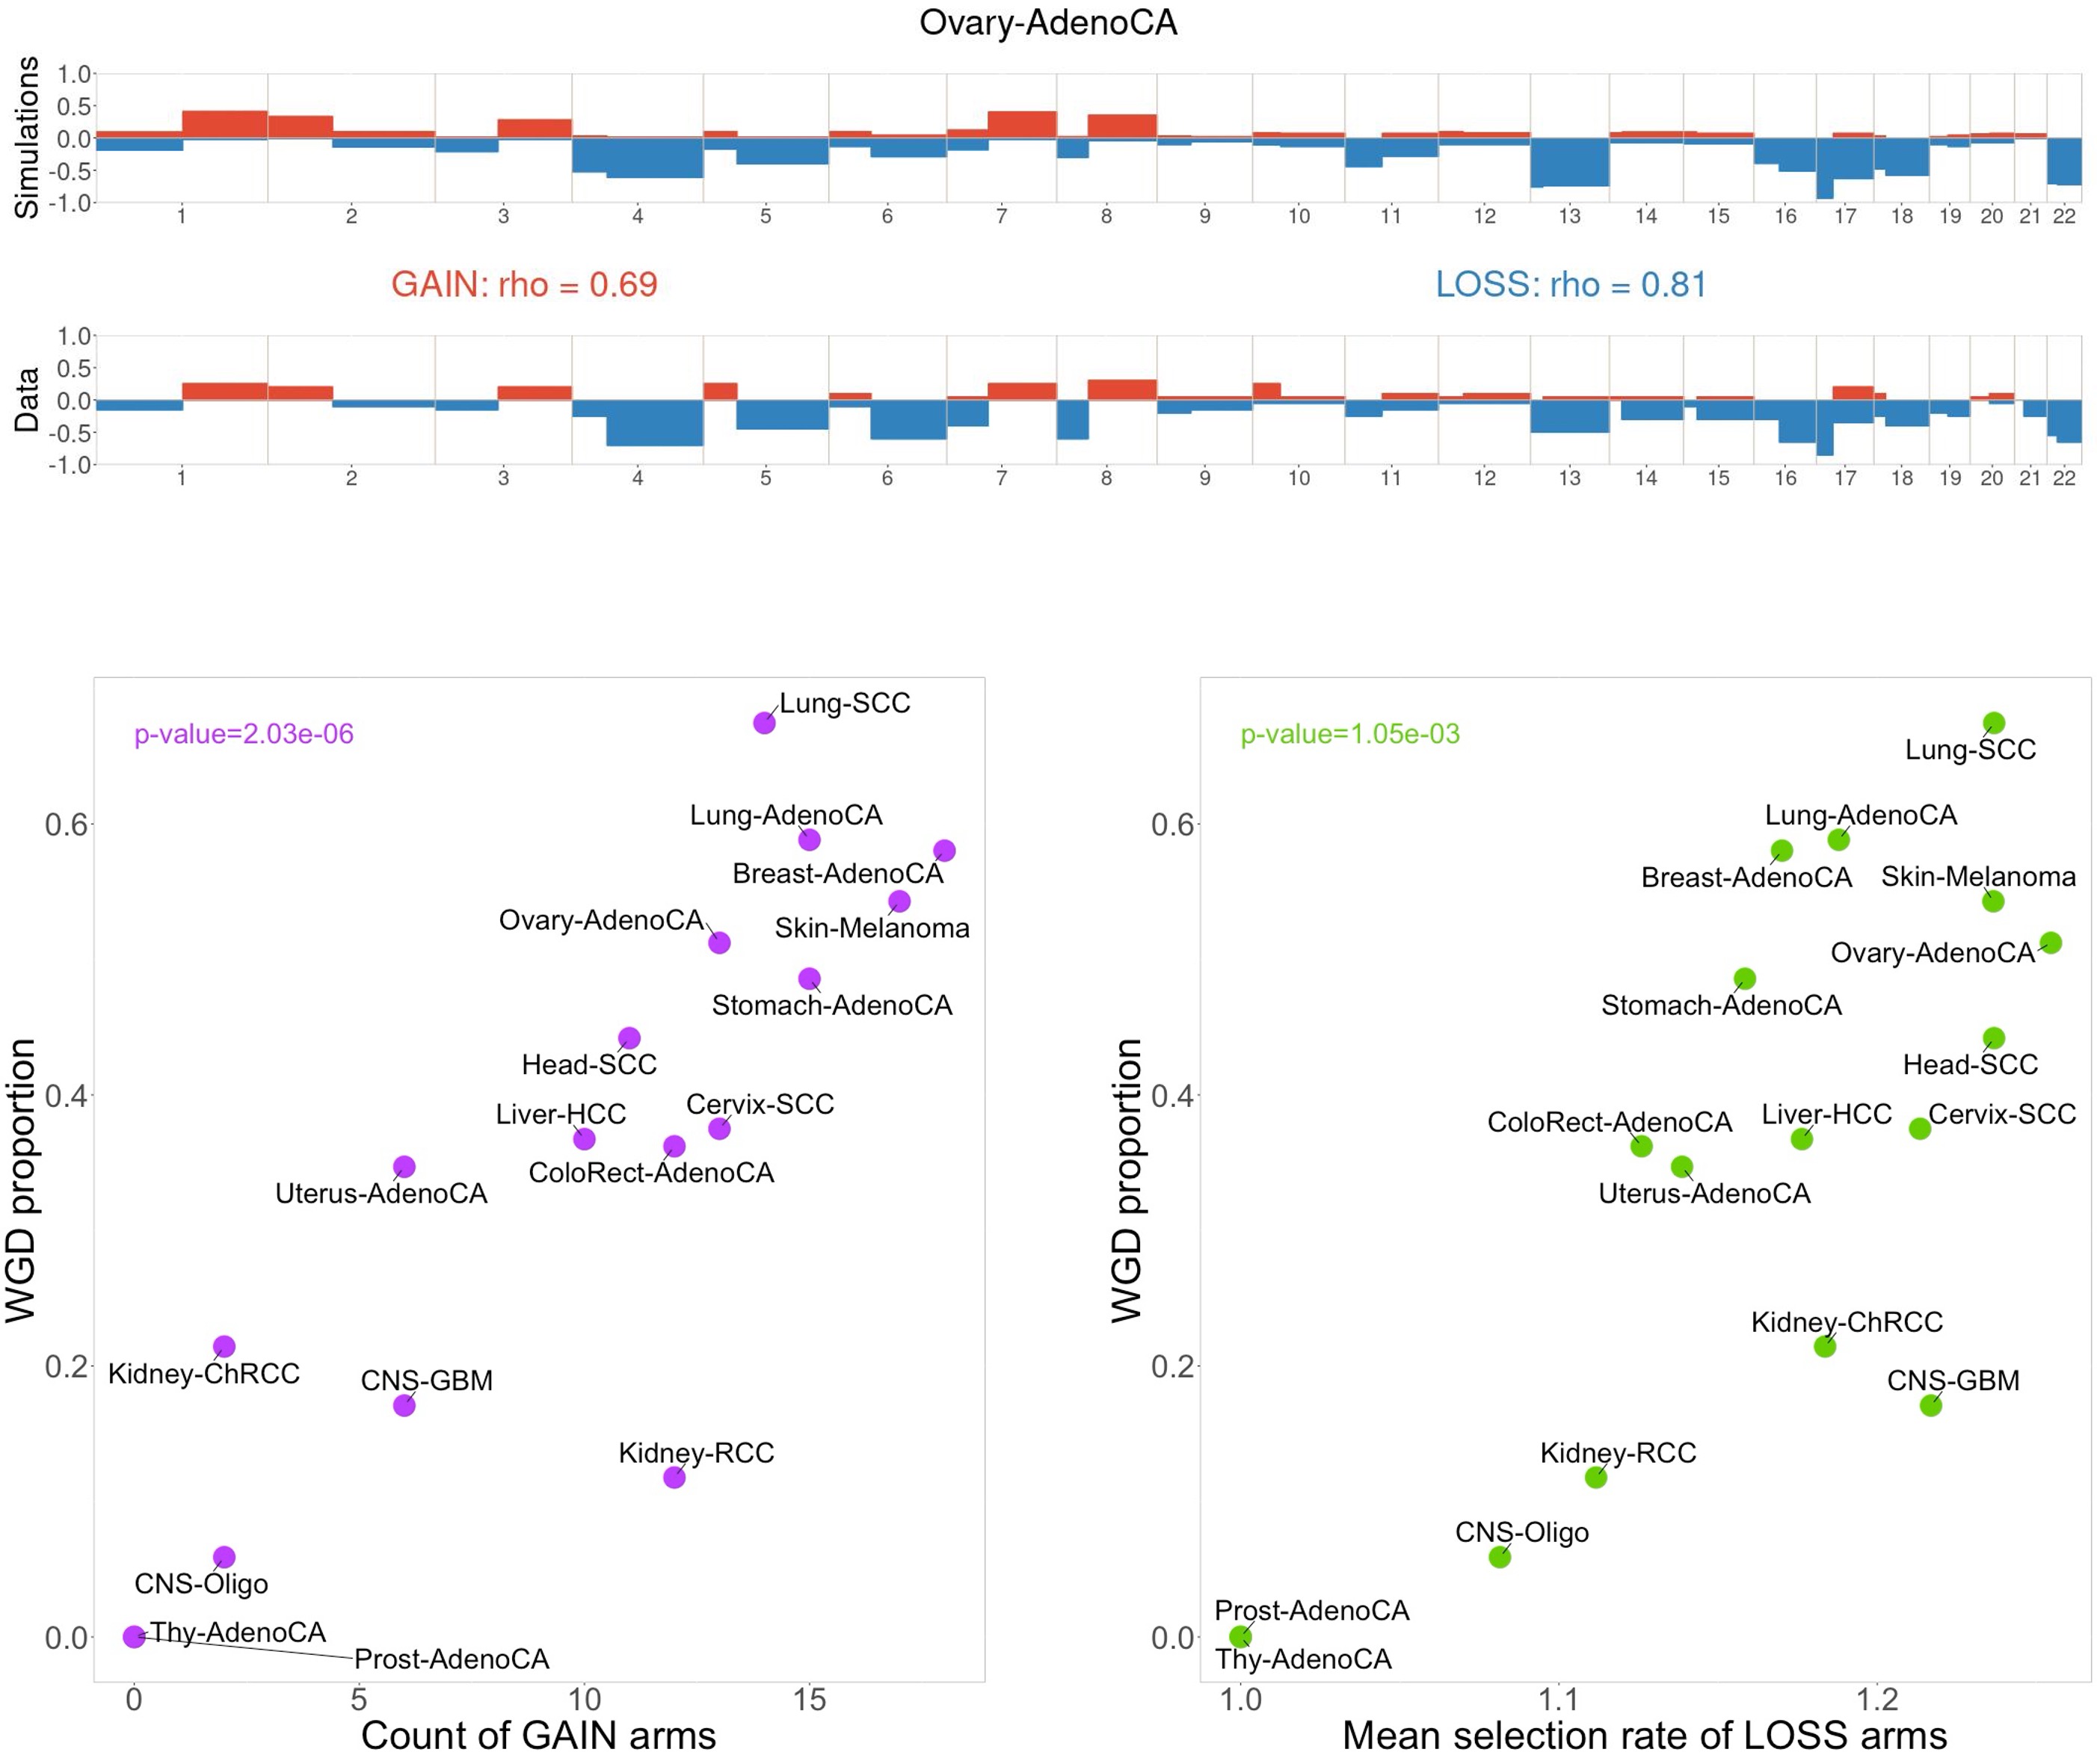 Ovary-AdenoCA
Simulations
1.0
0.5
0.0
-0.5
-1.0
1 2 3 4 5 6 7 8 9 10 11 12 13 14 15 16 17 18 19 20 21 22
GAIN: rho = 0.69
LOSS: rho = 0.81
Data
1.0
0.5
0.0
-0.5
-1.0
1 2 3 4 5 6 7 8 9 10 11 12 13 14 15 16 17 18 19 20 21 22
WGD proportion
0.6
0.4
0.2
0.0
p-value=2.03e-06
Lung-SCC
Lung-AdenoCA
Breast-AdenoCA
Ovary-AdenoCA
Skin-Melanoma
Stomach-AdenoCA
Head-SCC
Cervix-SCC
Liver-HCC
ColoRect-AdenoCA
Uterus-AdenoCA
Kidney-ChRCC
CNS-GBM
Kidney-RCC
CNS-Oligo
Thy-AdenoCA
Prost-AdenoCA
0 5 10 15
Count of GAIN arms
WGD proportion
0.6
0.4
0.2
0.0
p-value=1.05e-03
Lung-SCC
Lung-AdenoCA
Breast-AdenoCA
Skin-Melanoma
Ovary-AdenoCA
Stomach-AdenoCA
Head-SCC
ColoRect-AdenoCA
Liver-HCC
Cervix-SCC
Uterus-AdenoCA
Kidney-ChRCC
CNS-GBM
Kidney-RCC
CNS-Oligo
Prost-AdenoCA
Thy-AdenoCA
1.0 1.1 1.2
Mean selection rate of LOSS arms